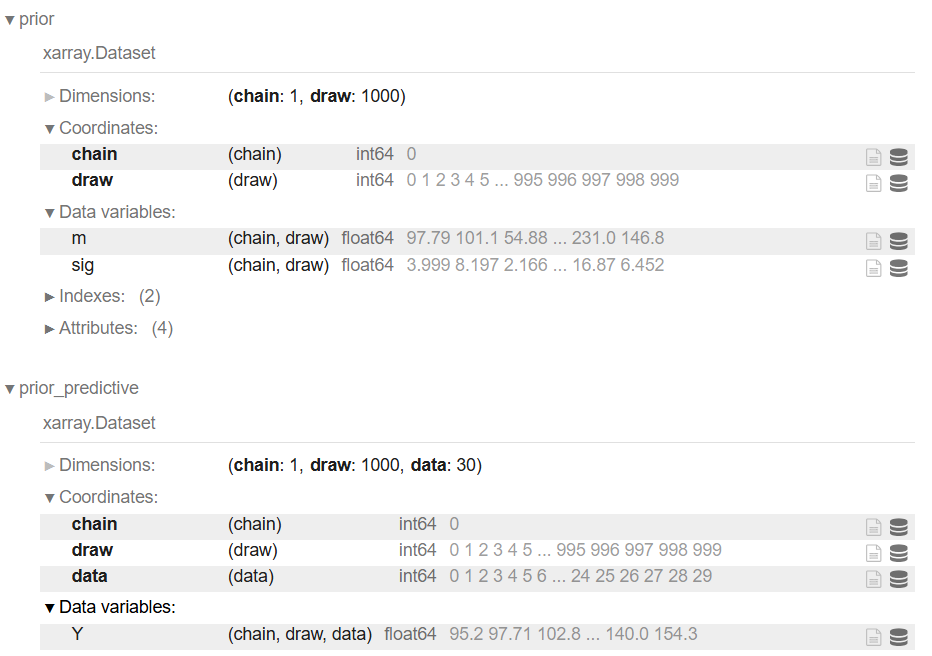 ▼ prior
xarray.Dataset
► Dimensions: (chain: 1, draw: 1000)
▼ Coordinates:
chain (chain) int64 0
draw (draw) int64 0 1 2 3 4 5 ... 995 996 997 998 999
▼ Data variables:
m (chain, draw) float64 97.79 101.1 54.88 ... 231.0 146.8
sig (chain, draw) float64 3.999 8.197 2.166 ... 16.87 6.452
► Indexes: (2)
► Attributes: (4)
▼ prior_predictive
xarray.Dataset
► Dimensions: (chain: 1, draw: 1000, data: 30)
▼ Coordinates:
chain (chain) int64 0
draw (draw) int64 0 1 2 3 4 5 ... 995 996 997 998 999
data (data) int64 0 1 2 3 4 5 6 ... 24 25 26 27 28 29
▼ Data variables:
Y (chain, draw, data) float64 95.2 97.71 102.8 ... 140.0 154.3